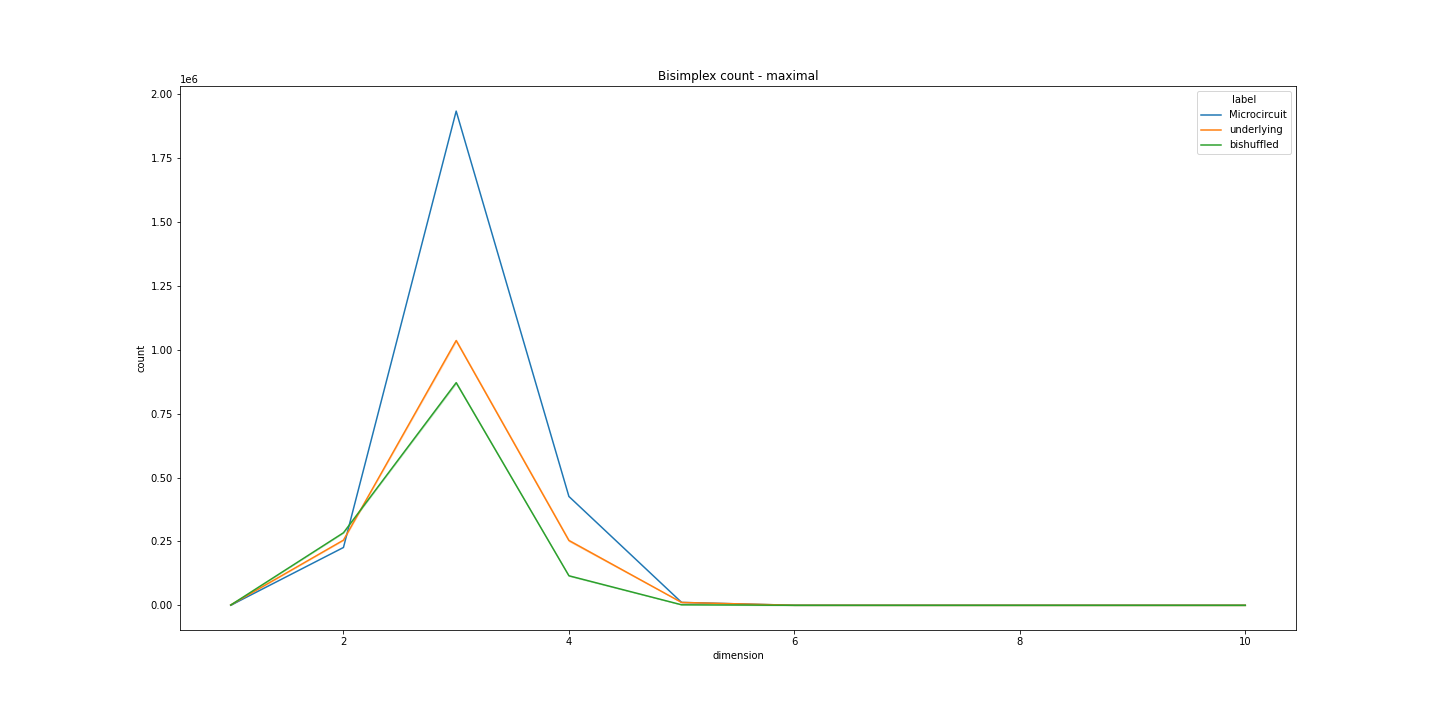 Bisimplex count - maximal
1e6
2.00
1.75
1.50
1.25
1.00
0.75
0.50
0.25
0.00
count
label
Microcircuit
underlying
bishuffled
2
4
6
8
10
dimension